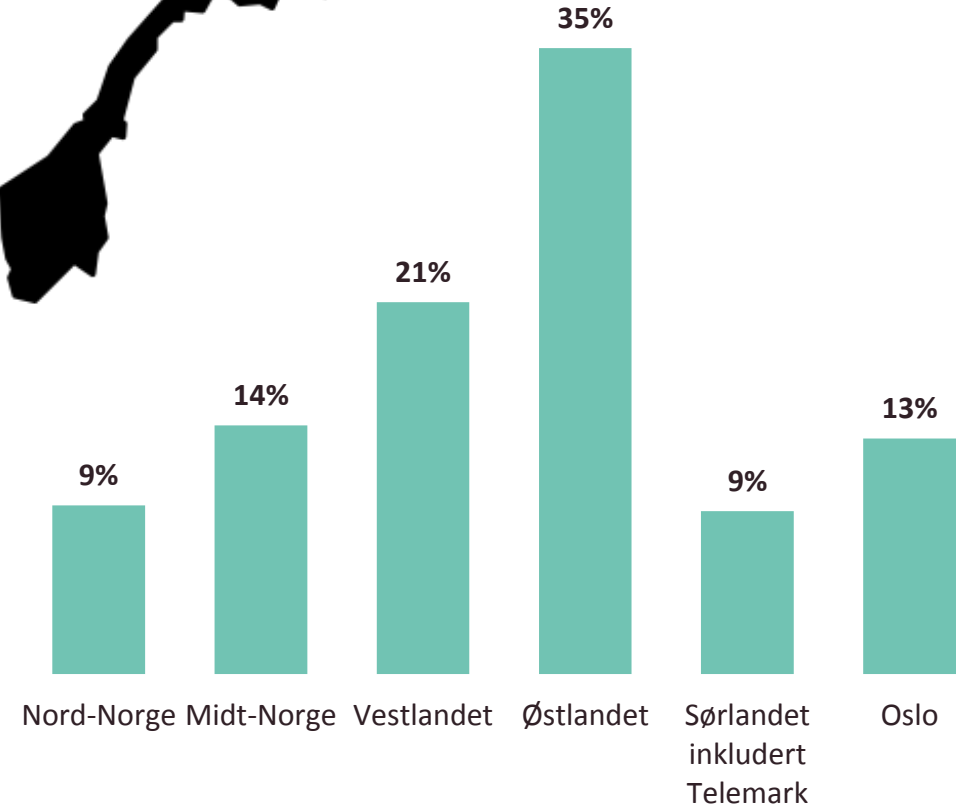 35%
21%
14%
13%
9%
9%
Nord-Norge Midt-Norge Vestlandet Østlandet Sørlandet Oslo
inkludert
Telemark